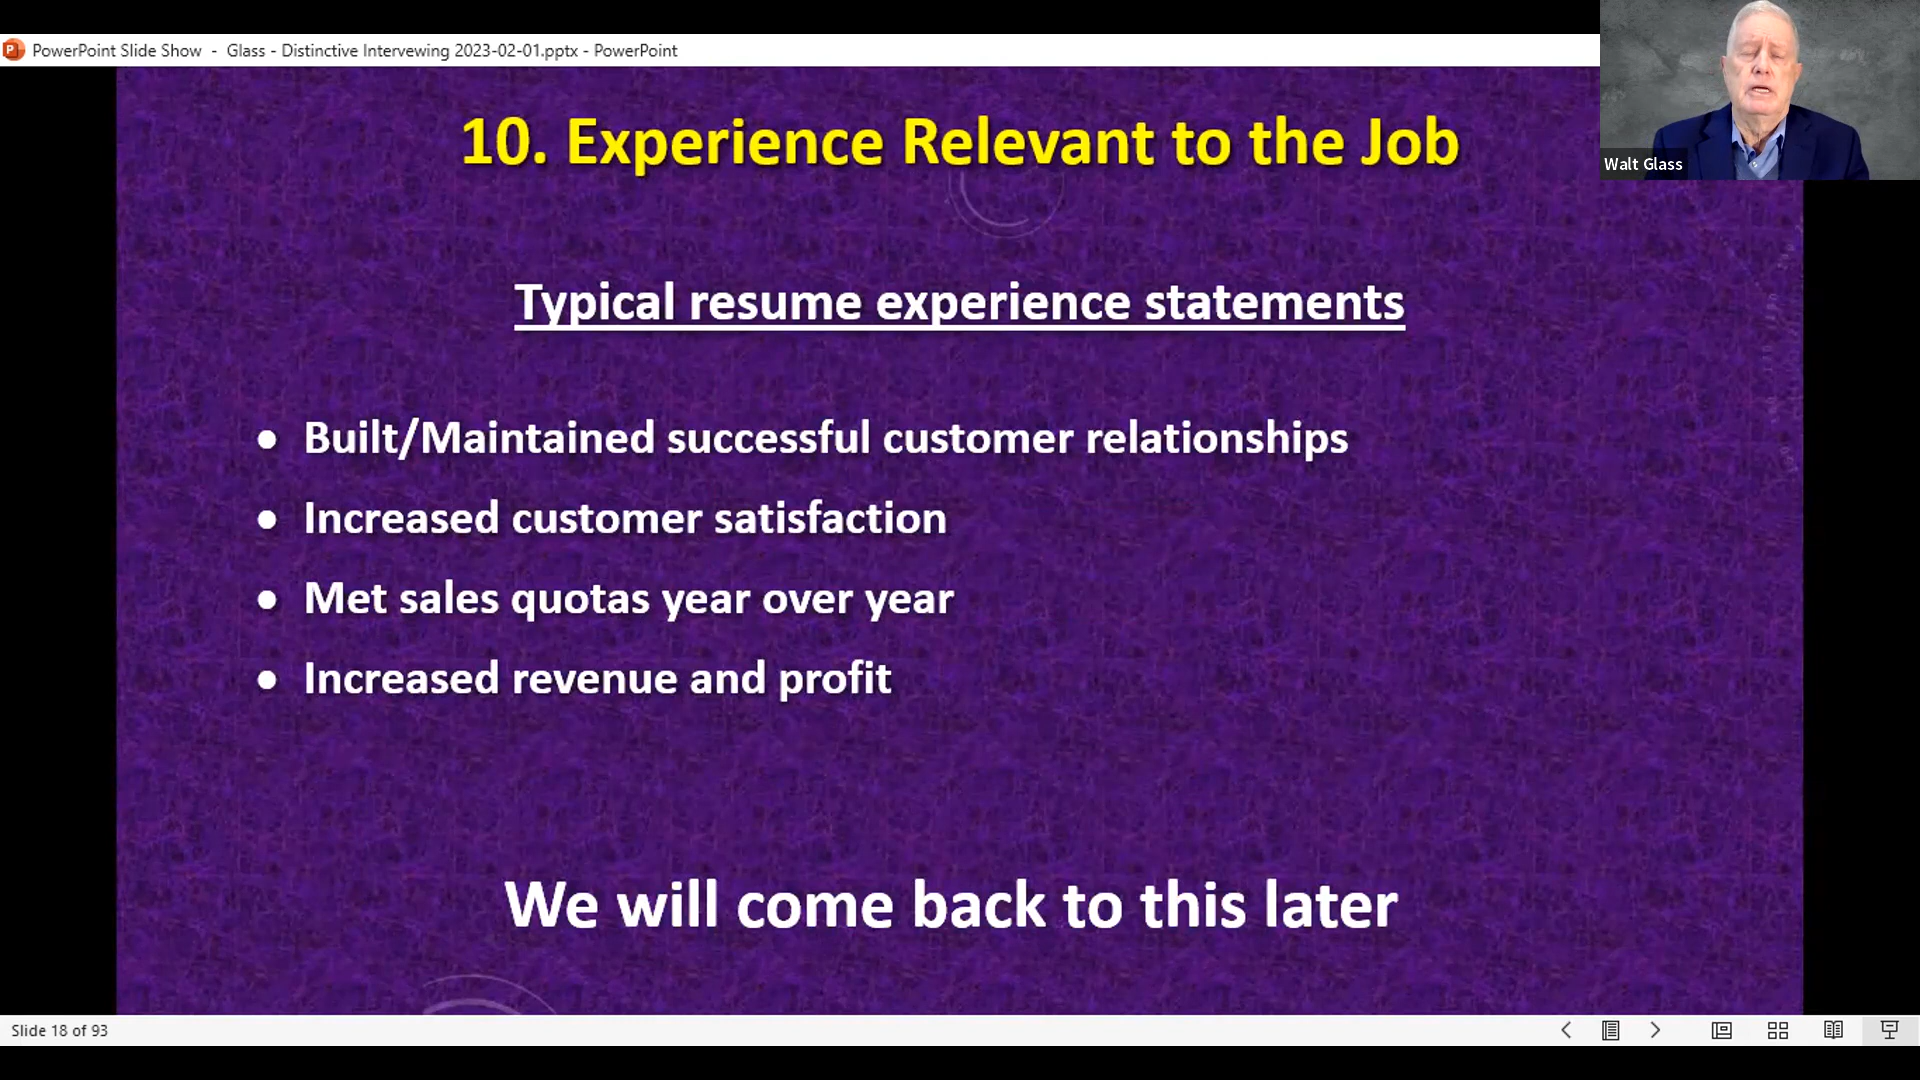 PowerPoint Slide Show - Glass - Distinctive Intervewing 2023-02-01.pptx - PowerPoint
Walt Glass
10. Experience Relevant to the Job
Typical resume experience statements
● Built/Maintained successful customer relationships
● Increased customer satisfaction
● Met sales quotas year over year
● Increased revenue and profit
We will come back to this later
Slide 18 of 93